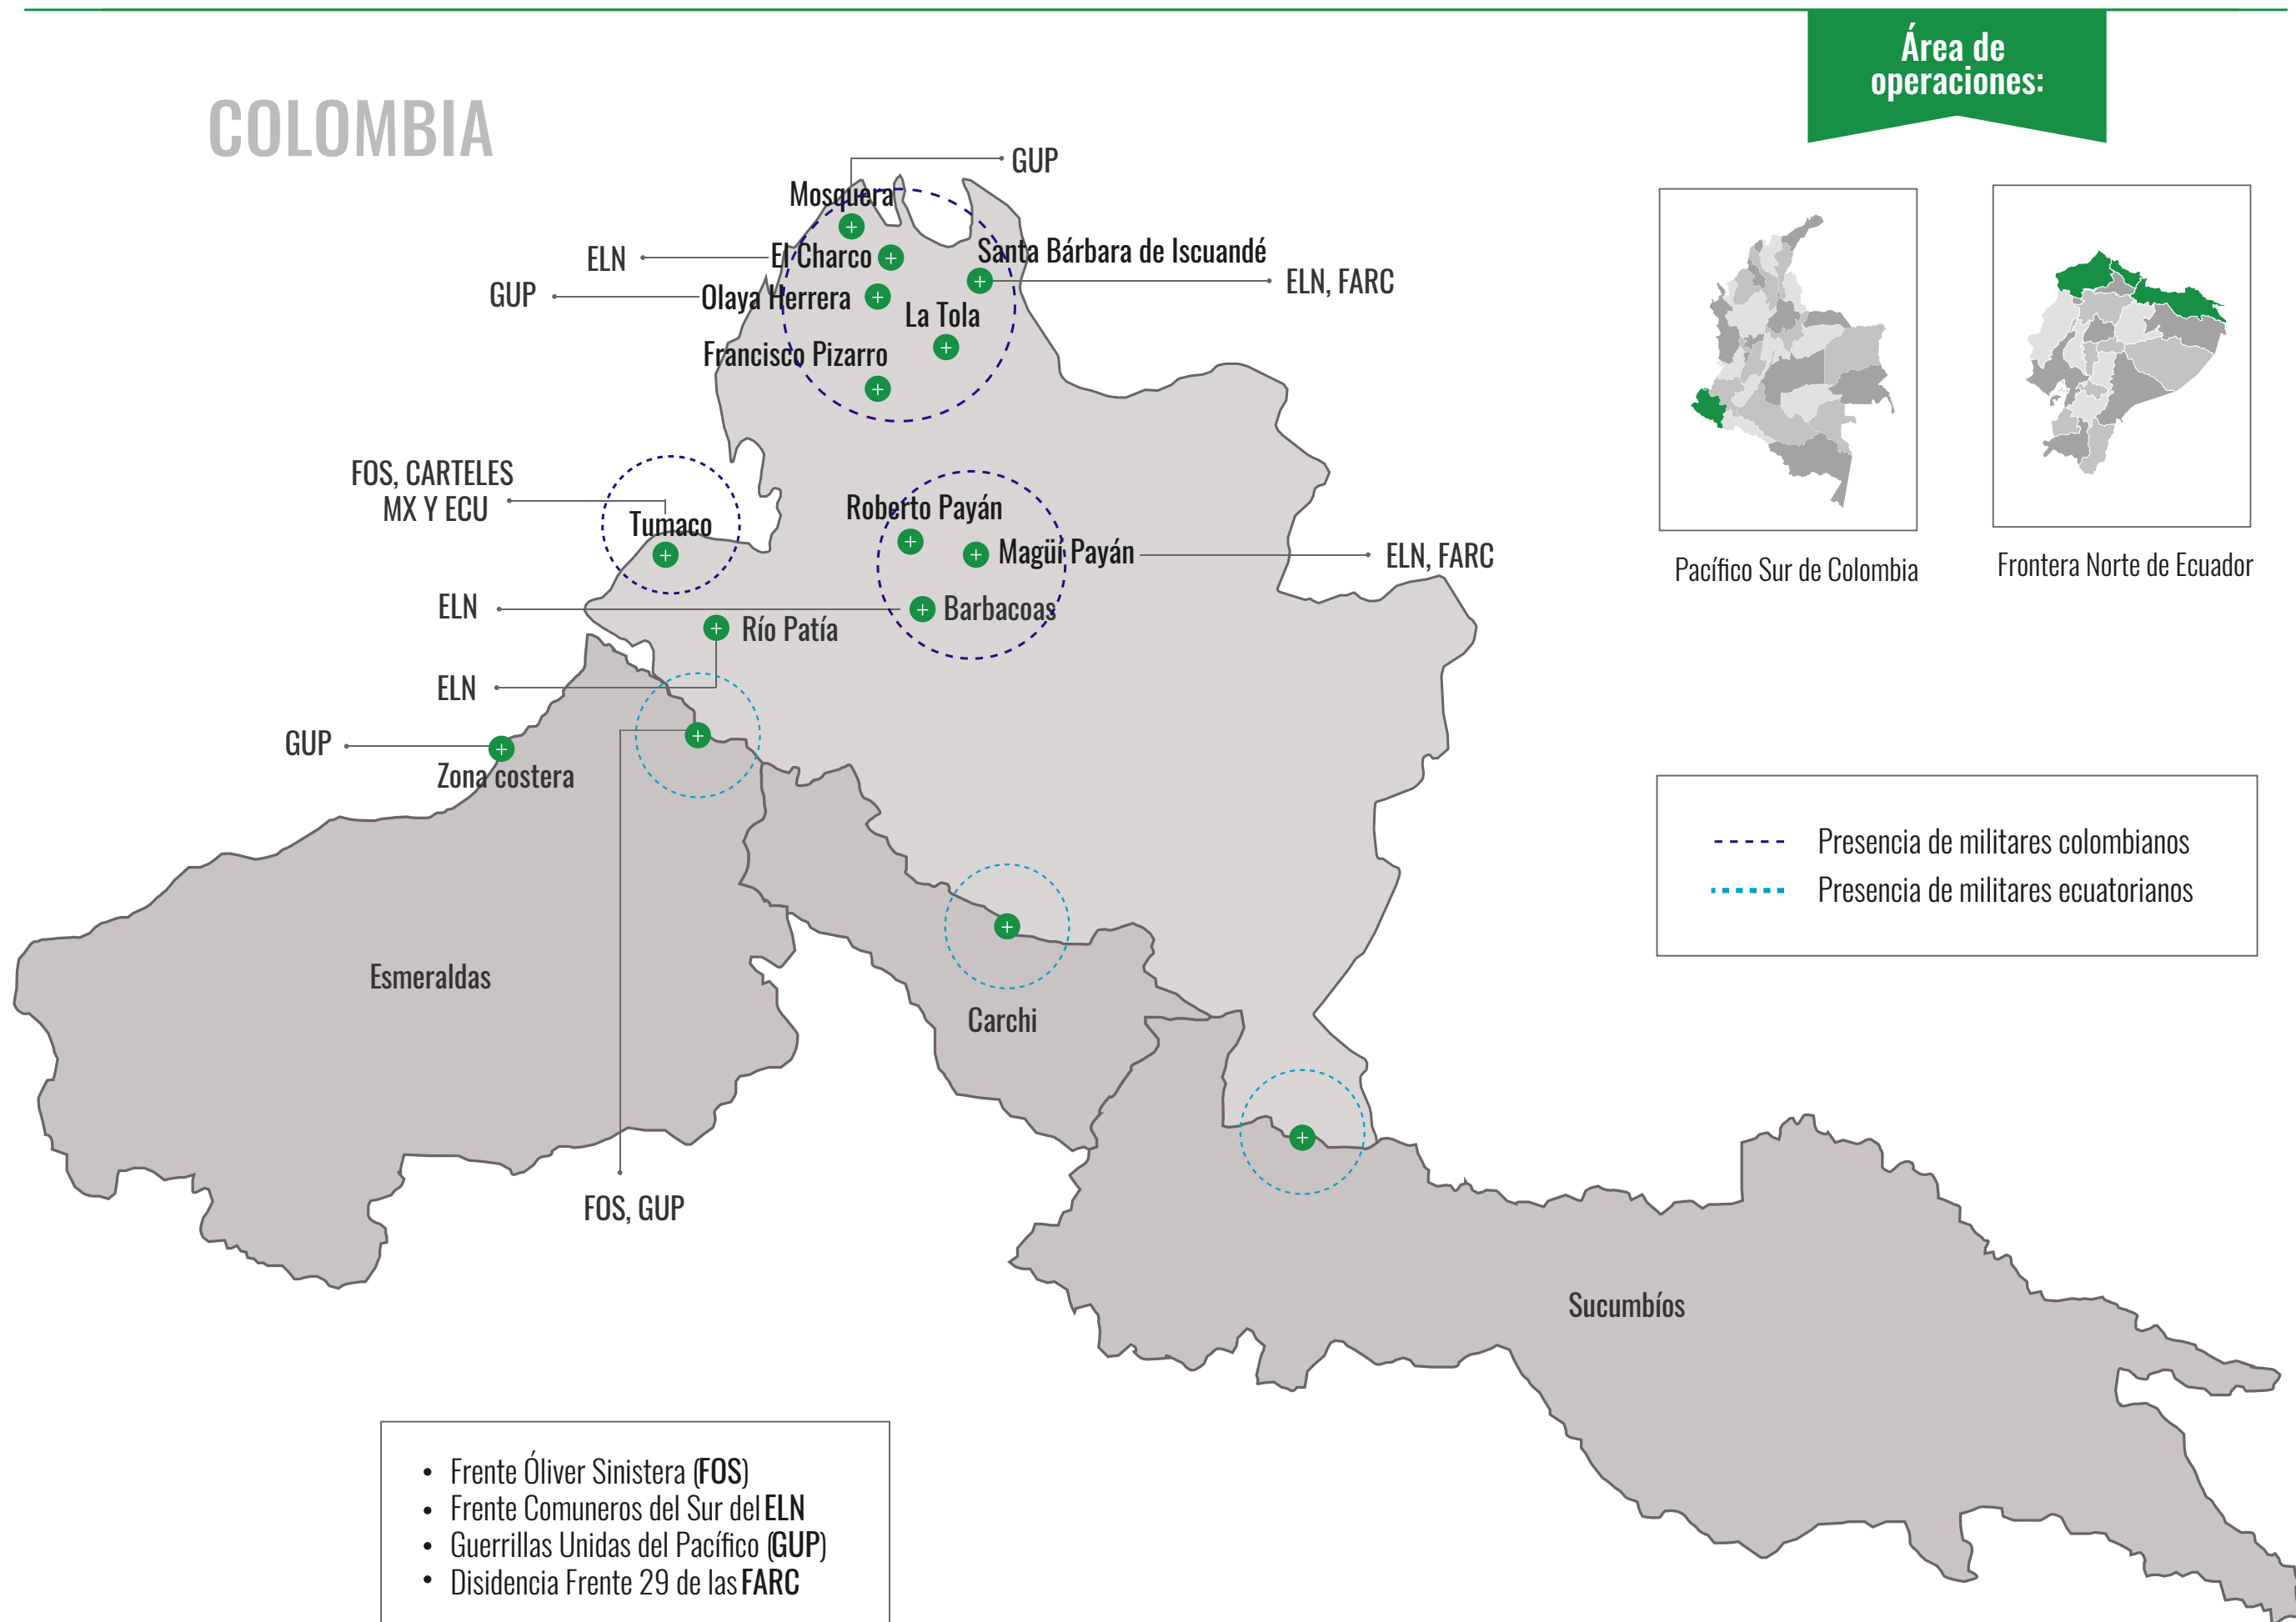 Área de
operaciones:
COLOMBIA
GUP
Mosquera
ELN
El Charco
Santa Bárbara de Iscuandé
ELN, FARC
GUP
Olaya Herrera
La Tola
Francisco Pizarro
Pacífico Sur de Colombia
Frontera Norte de Ecuador
FOS, CARTELES
MX Y ECU
Tumaco
Roberto Payán
Magüi Payán
ELN, FARC
ELN
Barbacoas
Río Patía
ELN
GUP
Zona costera
Presencia de militares colombianos
Presencia de militares ecuatorianos
Esmeraldas
Carchi
FOS, GUP
Sucumbíos
• Frente Óliver Sinistera (FOS)
• Frente Comuneros del Sur del ELN
• Guerrillas Unidas del Pacífico (GUP)
• Disidencia Frente 29 de las FARC